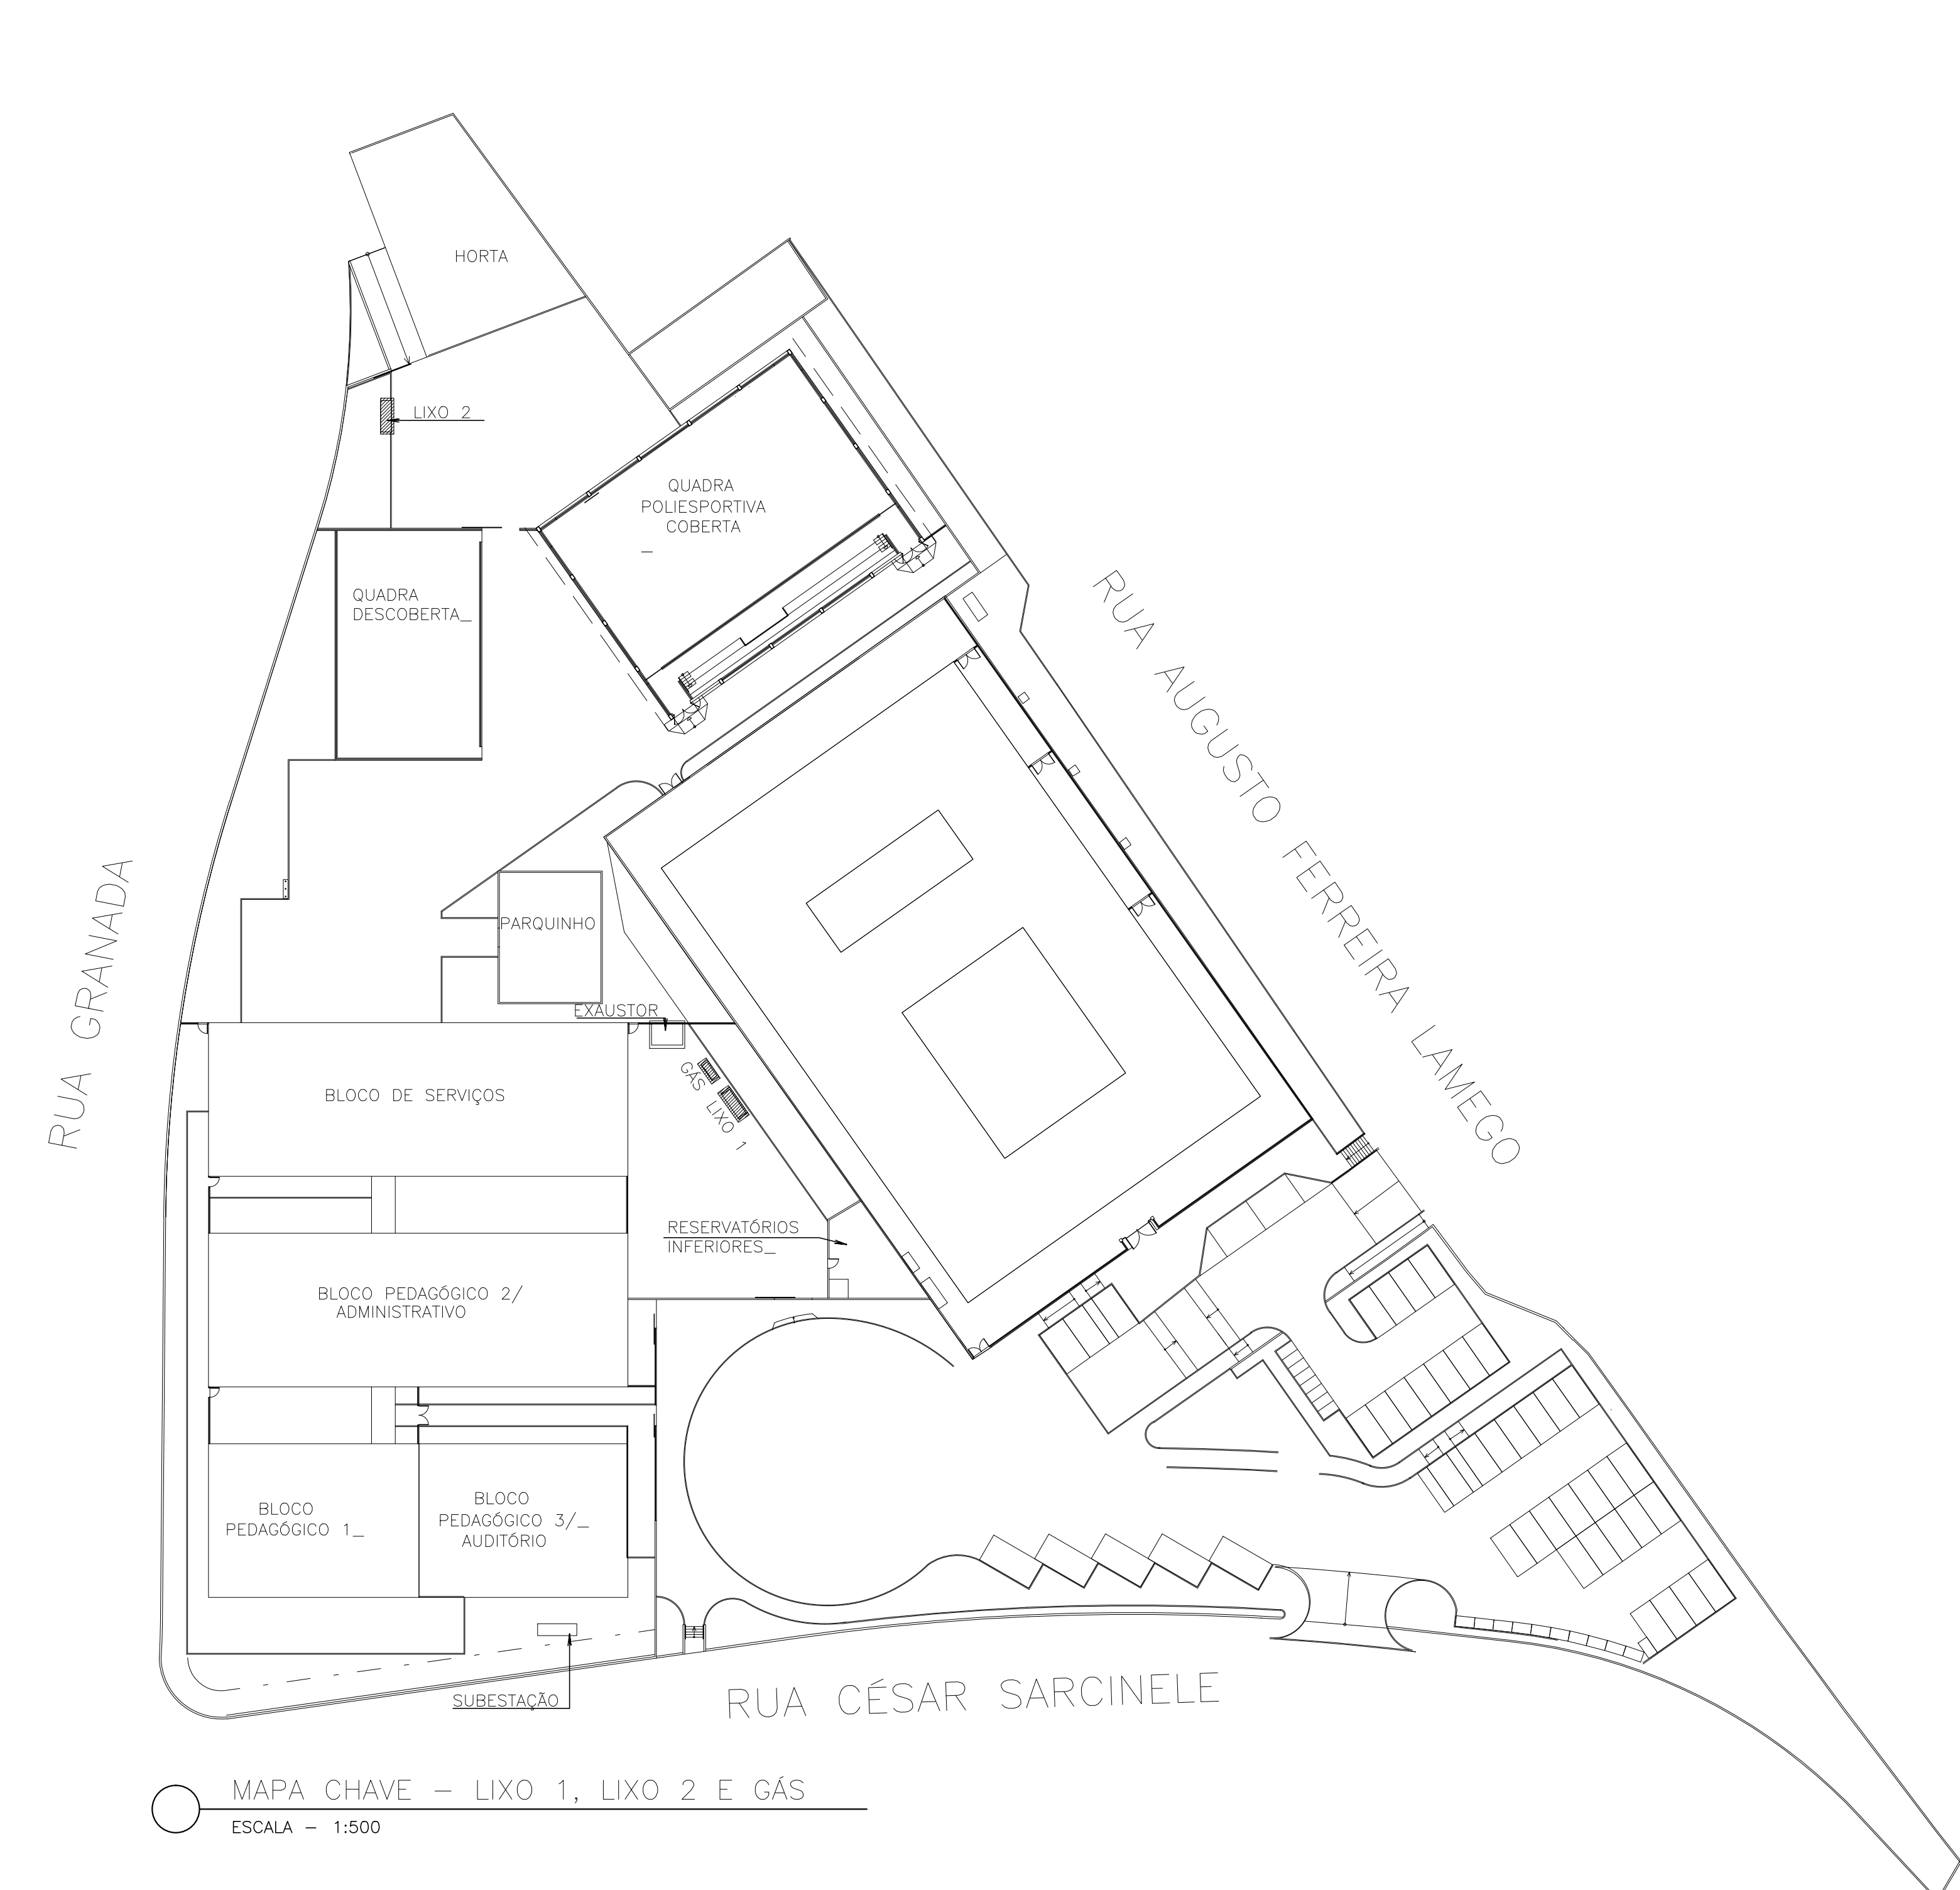 HORTA
LIXO 2
QUADRA
POLIESPORTIVA
COBERTA
_
QUADRA
DESCOBERTA_
RUA AUGUSTO FERREIRA LAMEGO
RUA GRANADA
PARQUINHO
EXAUSTOR
GÁS
LIXO 1
BLOCO DE SERVIÇOS
RESERVATÓRIOS
INFERIORES_
BLOCO PEDAGÓGICO 2/
ADMINISTRATIVO
BLOCO
PEDAGÓGICO 1_
BLOCO
PEDAGÓGICO 3/_
AUDITÓRIO
SUBESTAÇÃO
RUA CÉSAR SARCINELE
MAPA CHAVE – LIXO 1, LIXO 2 E GÁS
ESCALA – 1:500